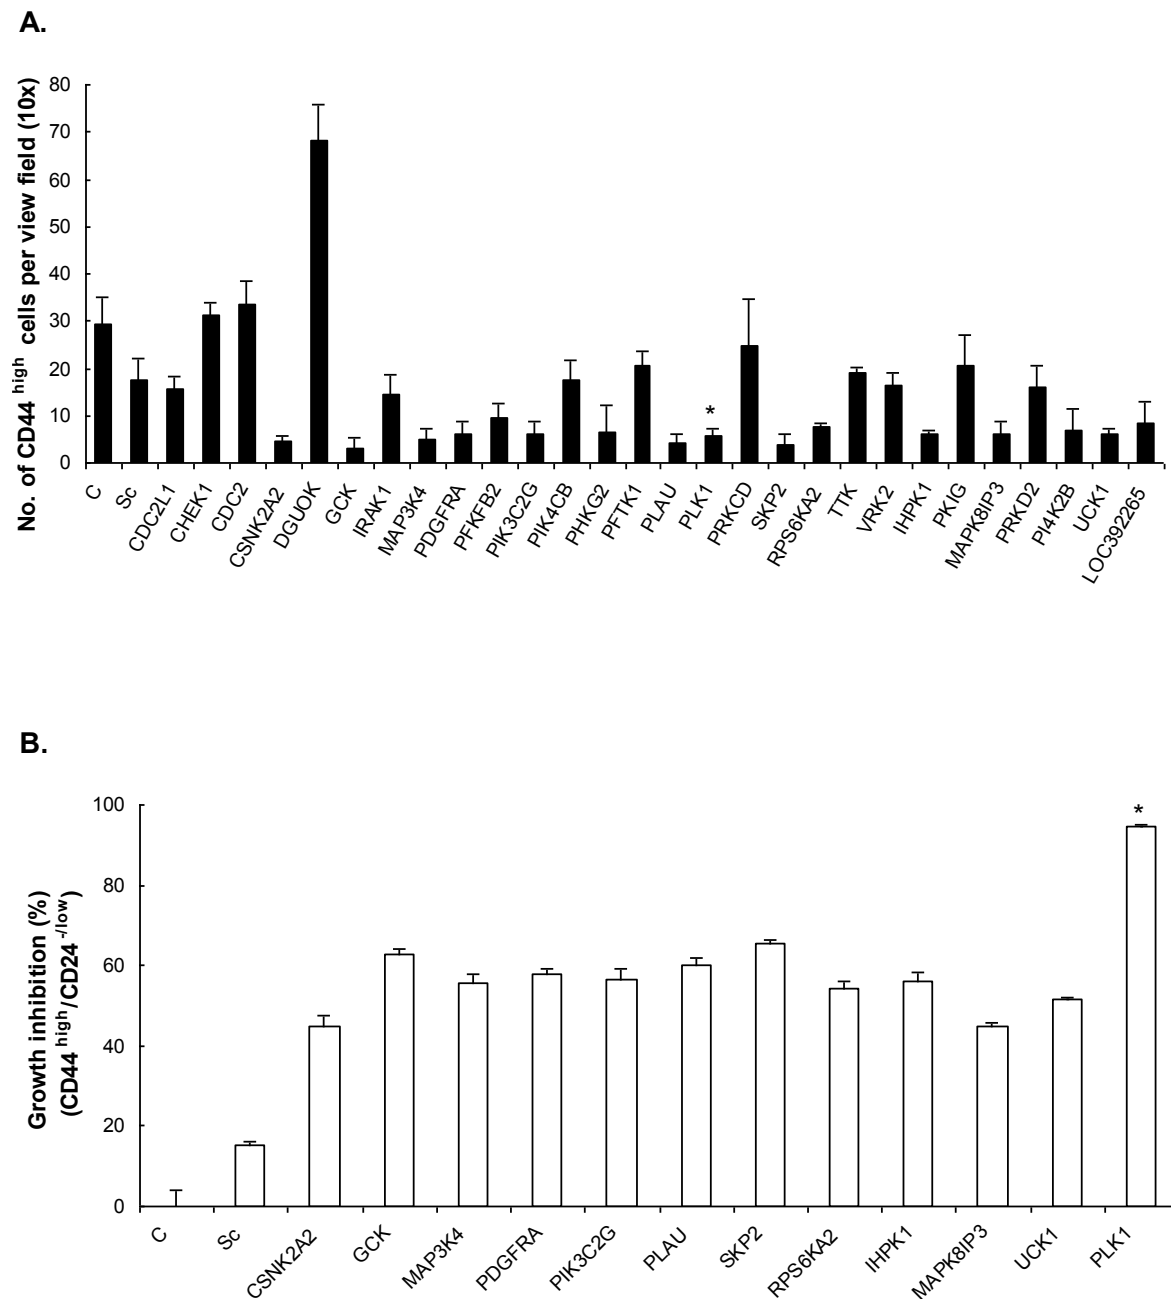 A.
No. of CD44 high cells per view field (10x)
80
70
60
50
40
30
20
10
0
*
C
Sc
CDC2L1
CHEK1
CDC2
CSNK2A2
DGUOK
GCK
IRAK1
MAP3K4
PDGFRA
PFKFB2
PIK3C2G
PIK4CB
PHKG2
PFTK1
PLAU
PLK1
PRKCD
SKP2
RPS6KA2
TTK
VRK2
IHPK1
PKIG
MAPK8IP3
PRKD2
PI4K2B
UCK1
LOC392265
B.
Growth inhibition (%)
(CD44 high/CD24 -/low)
100
80
60
40
20
0
*
C
Sc
CSNK2A2
GCK
MAP3K4
PDGFRA
PIK3C2G
PLAU
SKP2
RPS6KA2
IHPK1
MAPK8IP3
UCK1
PLK1